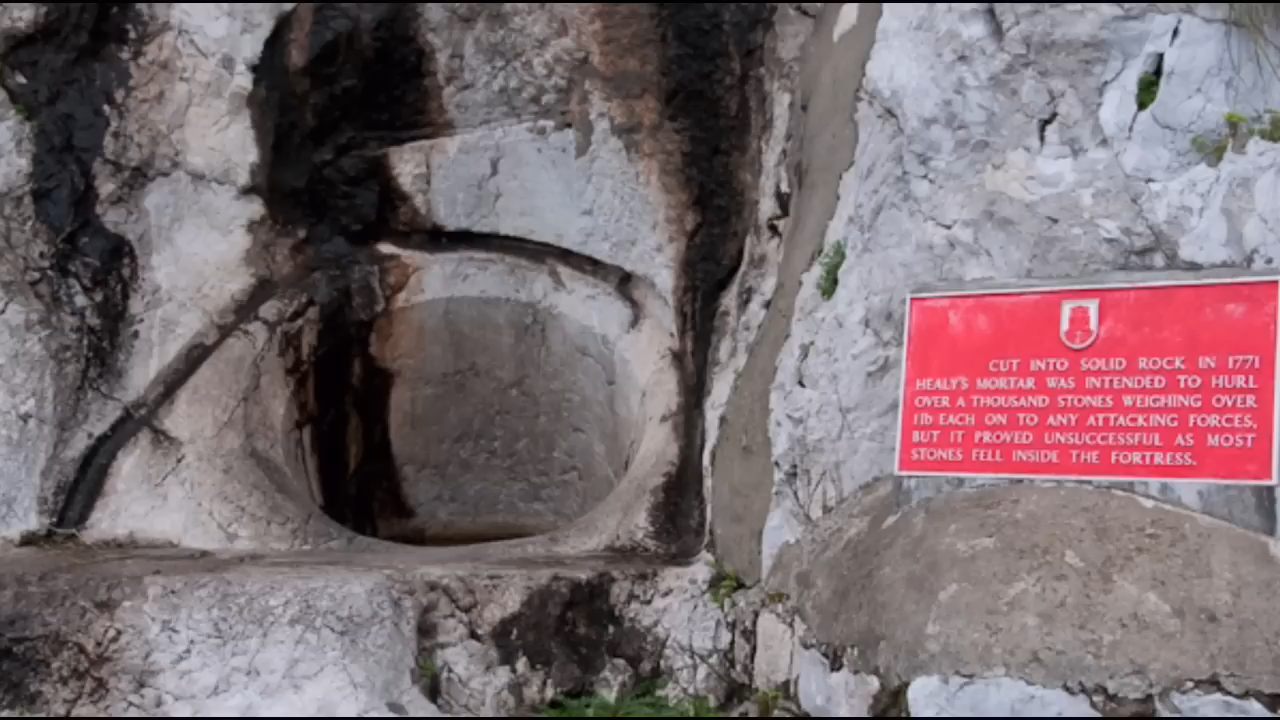 CUT INTO SOLID ROCK IN 1771
HEALY'S MORTAR WAS INTENDED TO HURL
OVER A THOUSAND STONES WEIGHING OVER
1lb EACH ON TO ANY ATTACKING FORCES,
BUT IT PROVED UNSUCCESSFUL AS MOST
STONES FELL INSIDE THE FORTRESS.